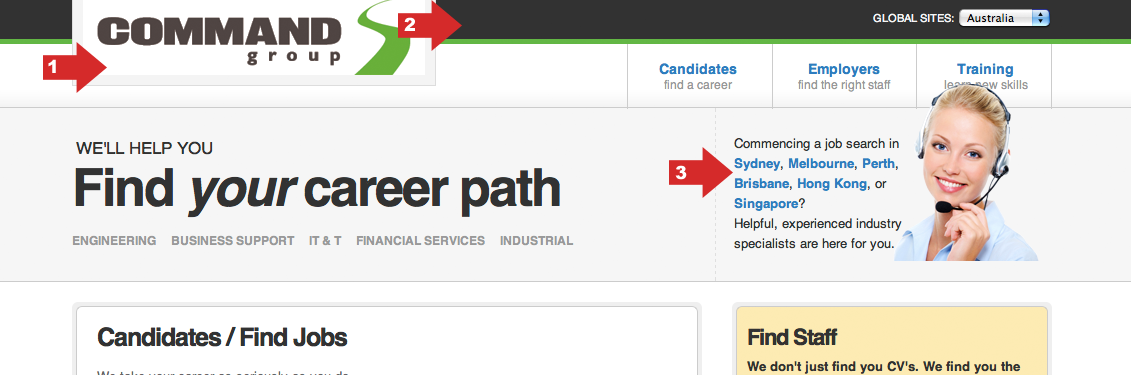 COMMAND
group
1
2
GLOBAL SITES: Australia
Candidates
find a career
Employers
find the right staff
Training
learn new skills
WE'LL HELP YOU
Find your career path
ENGINEERING BUSINESS SUPPORT IT & T FINANCIAL SERVICES INDUSTRIAL
3
Commencing a job search in
Sydney, Melbourne, Perth,
Brisbane, Hong Kong, or
Singapore?
Helpful, experienced industry
specialists are here for you.
Candidates / Find Jobs
We take your career as seriously as you do
Find Staff
We don't just find you CV's. We find you the